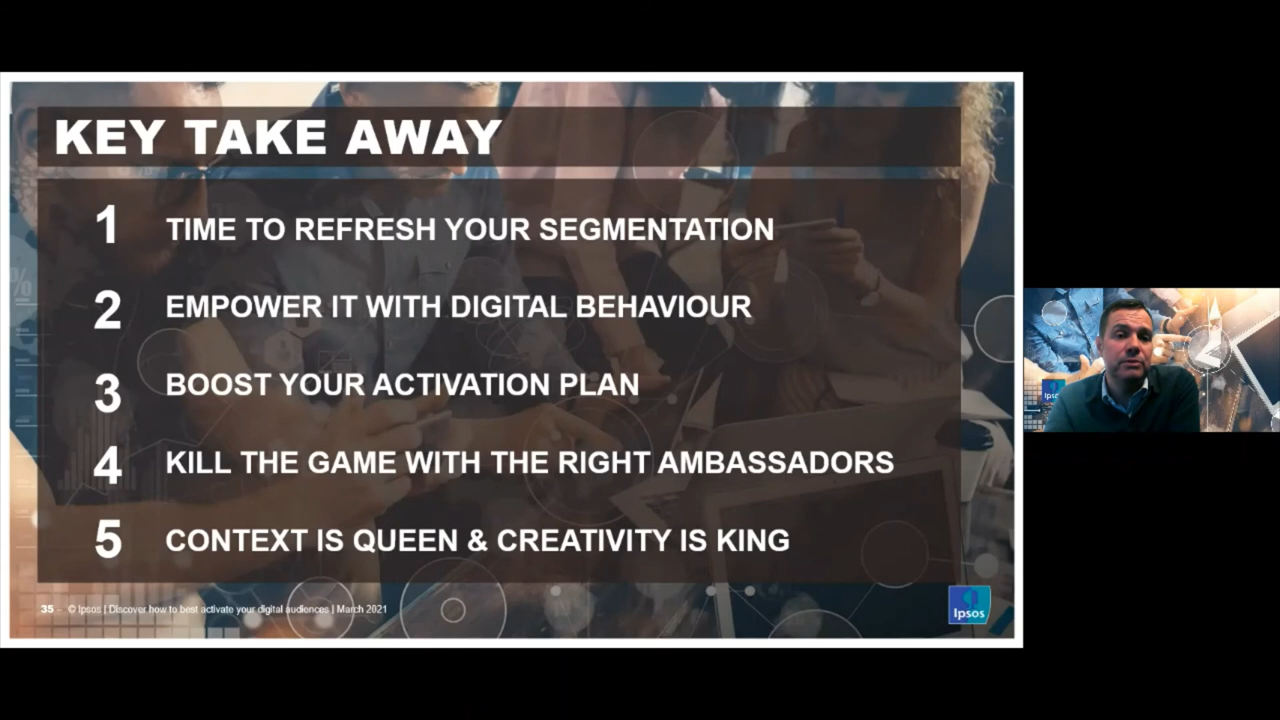 KEY TAKE AWAY
1 TIME TO REFRESH YOUR SEGMENTATION
2 EMPOWER IT WITH DIGITAL BEHAVIOUR
3 BOOST YOUR ACTIVATION PLAN
4 KILL THE GAME WITH THE RIGHT AMBASSADORS
5 CONTEXT IS QUEEN & CREATIVITY IS KING
35 - © Ipsos | Discover how to best activate your digital audiences | March 2021
Ipsos